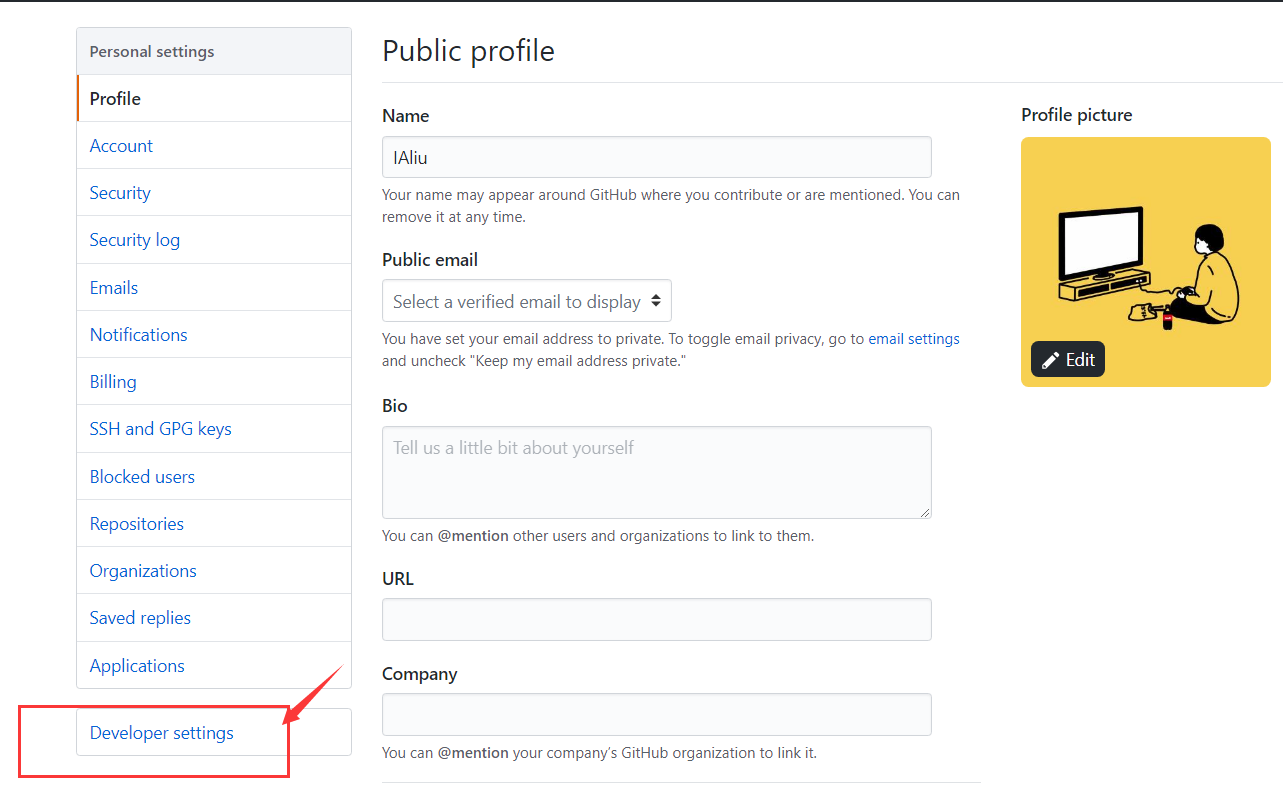 Personal settings
Profile
Account
Security
Security log
Emails
Notifications
Billing
SSH and GPG keys
Blocked users
Repositories
Organizations
Saved replies
Applications
Developer settings
Public profile
Name
IAliu
Your name may appear around GitHub where you contribute or are mentioned. You can
remove it at any time.
Public email
Select a verified email to display
You have set your email address to private. To toggle email privacy, go to email settings
and uncheck "Keep my email address private."
Bio
Tell us a little bit about yourself
You can @mention other users and organizations to link to them.
URL
Company
You can @mention your company’s GitHub organization to link it.
Profile picture
Edit